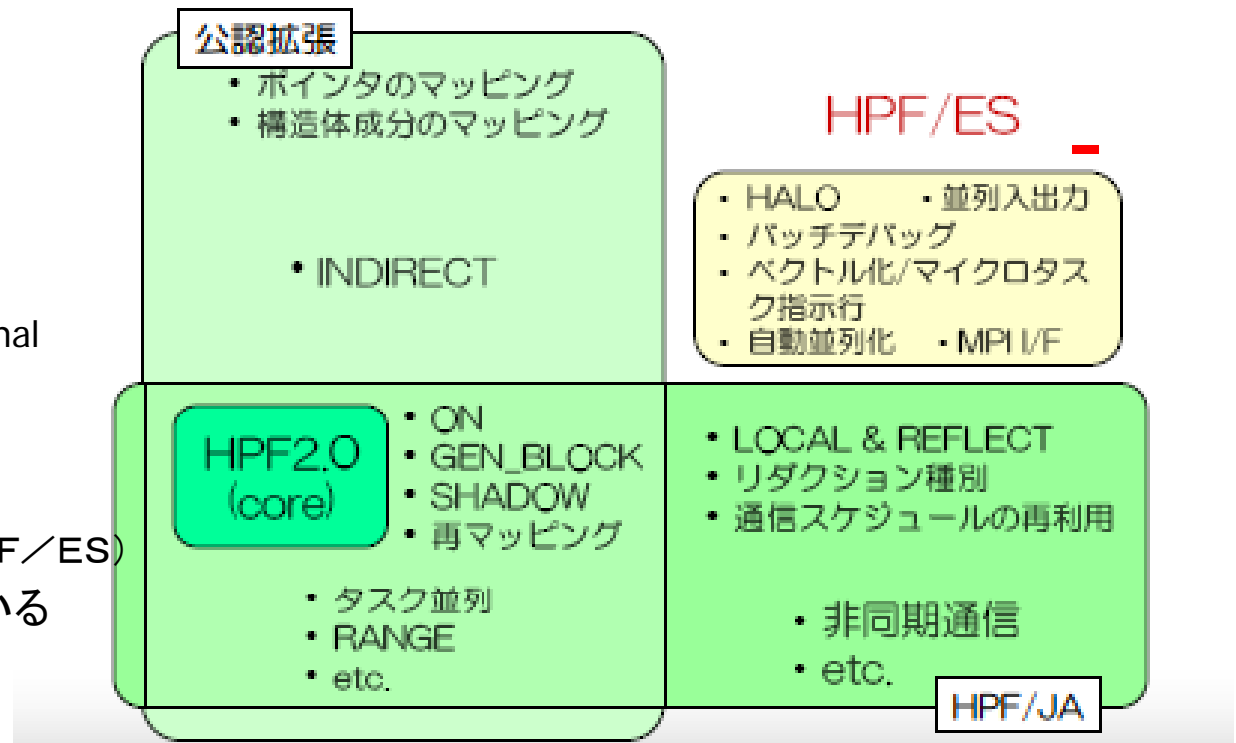 公認拡張
• ポインタのマッピング
• 構造体成分のマッピング
• INDIRECT
HPF/ES
• HALO • 並列入出力
• バッチデバッグ
• ベクトル化/マイクロタス
ク指示行
• 自動並列化 • MPI I/F
nal
F／ES）
いる
HPF2.0
(core)
• ON
• GEN_BLOCK
• SHADOW
• 再マッピング
• タスク並列
• RANGE
• etc.
• LOCAL & REFLECT
• リダクション種別
• 通信スケジュールの再利用
• 非同期通信
• etc.
HPF/JA